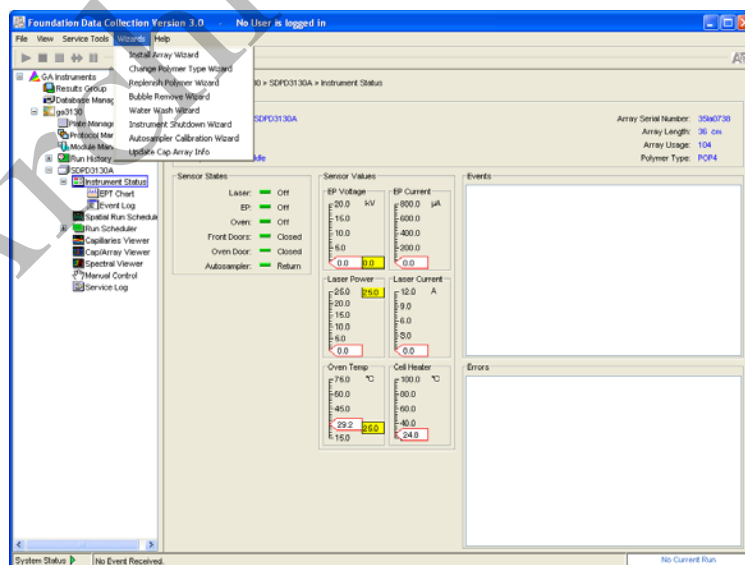 Foundation Data Collection Version 3.0 - No User is logged in
File View Service Tools Wizards Help
Install Array Wizard
Change Polymer Type Wizard
Replenish Polymer Wizard
Bubble Remove Wizard
Water Wash Wizard
Instrument Shutdown Wizard
Autosampler Calibration Wizard
Update Cap Array Info
GA Instruments
Results Group
Database Manag
ga3130
Plate Manage
Protocol Mar
Module Man
Run History
SDPD3130A
Instrument Status
EPT Chart
Event Log
Spatial Run Schedule
Run Scheduler
Capillaries Viewer
Cap/Array Viewer
Spectral Viewer
Manual Control
Service Log
> SDPD3130A > Instrument Status
SDPD3130A
Array Serial Number: 35la0738
Array Length: 36 cm
Array Usage: 104
Polymer Type: POP4
Sensor States
Laser: Off
EP: Off
Oven: Off
Front Doors: Closed
Oven Door: Closed
Autosampler: Return
Sensor Values
EP Voltage
20.0 kV
15.0
10.0
5.0
0.0 0.0
EP Current
800.0 µA
600.0
400.0
200.0
0.0
Laser Power
25.0 25.0
20.0
15.0
10.0
5.0
0.0
Laser Current
12.0 A
9.0
6.0
3.0
0.0
Oven Temp
75.0 °C
60.0
45.0
29.2 25.0
15.0
Cell Heater
100.0 °C
80.0
60.0
40.0
24.8
Events
Errors
System Status
No Event Received.
No Current Run